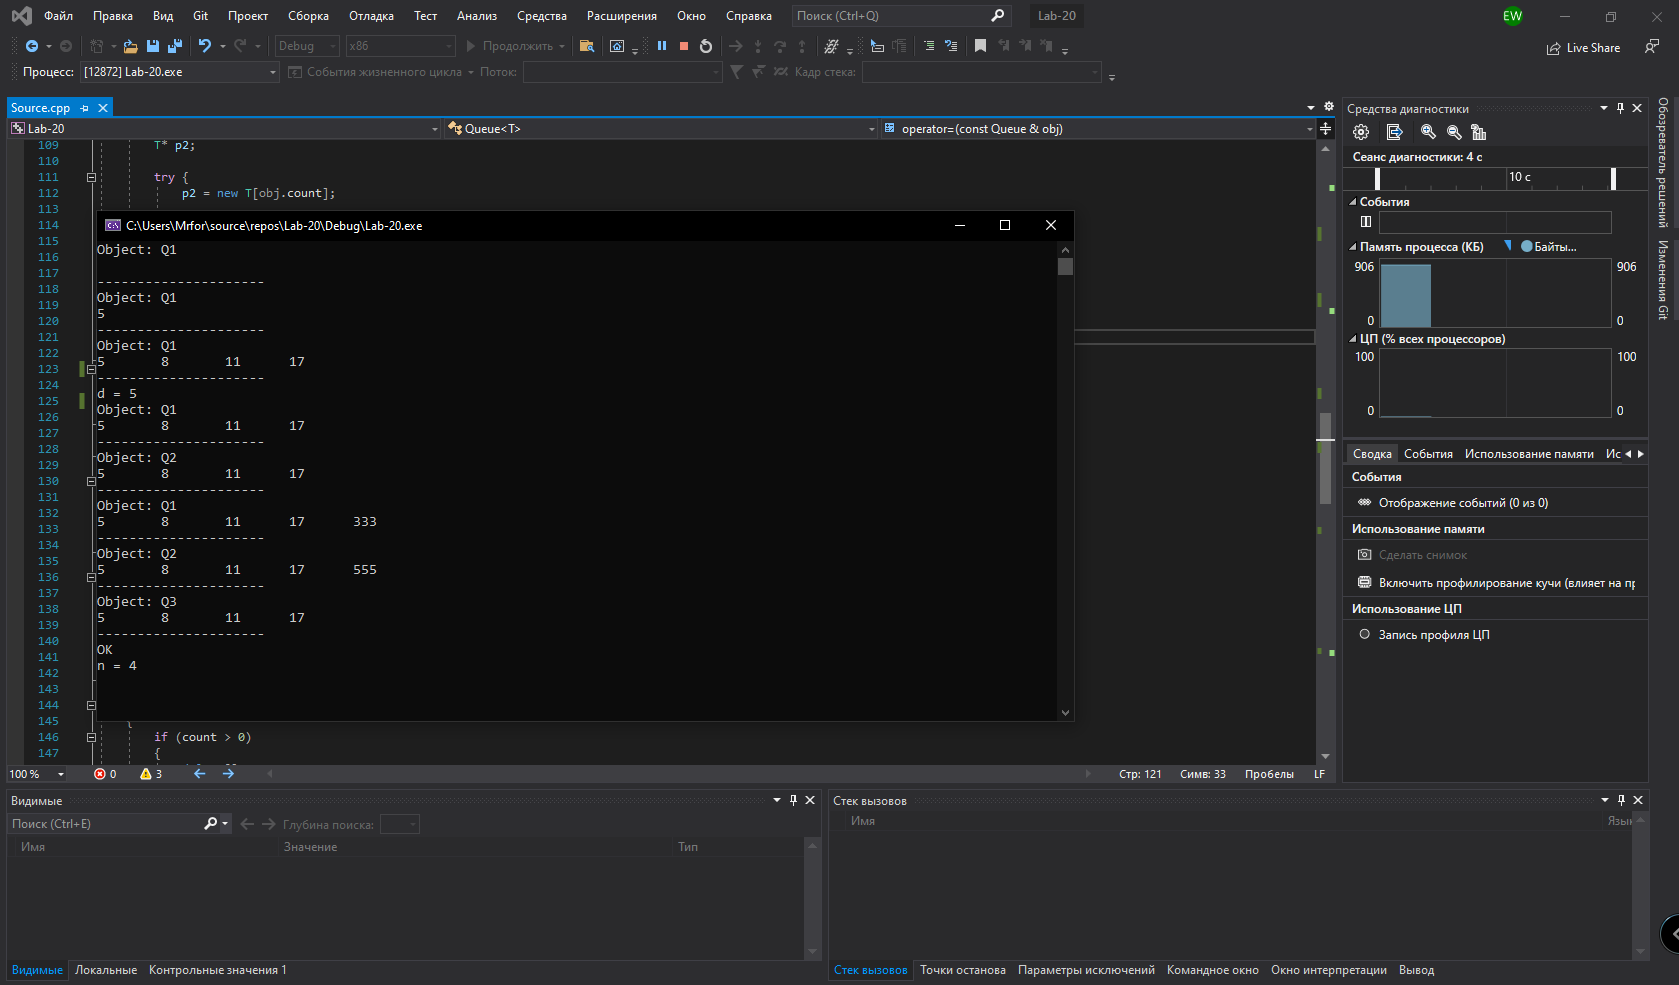 Файл Правка Вид Git Проект Сборка Отладка Тест Анализ Средства Расширения Окно Справка Поиск (Ctrl+Q) Lab-20 EW
Debug x86 Продолжить Live Share
Процесс: [12872] Lab-20.exe События жизненного цикла Поток: Кадр стека:
Source.cpp
Lab-20 Queue<T> operator=(const Queue & obj)
109 T* p2;
110
111 try {
112 p2 = new T[obj.count];
113
114
115
116
117
118
119
120
121
122
123
124
125
126
127
128
129
130
131
132
133
134
135
136
137
138
139
140
141
142
143
144
145 {
146 if (count > 0)
147 {
C:\Users\Mrfor\source\repos\Lab-20\Debug\Lab-20.exe
Object: Q1
---------------------
Object: Q1
5
---------------------
Object: Q1
5 8 11 17
---------------------
d = 5
Object: Q1
5 8 11 17
---------------------
Object: Q2
5 8 11 17
---------------------
Object: Q1
5 8 11 17 333
---------------------
Object: Q2
5 8 11 17 555
---------------------
Object: Q3
5 8 11 17
---------------------
OK
n = 4
100 % 0 3 Стр: 121 Симв: 33 Пробелы LF
Средства диагностики
Сеанс диагностики: 4 с
10 с
События
Память процесса (КБ) Байты...
906 906
0 0
ЦП (% всех процессоров)
100 100
0 0
Сводка События Использование памяти Ис
События
Отображение событий (0 из 0)
Использование памяти
Сделать снимок
Включить профилирование кучи (влияет на пр
Использование ЦП
Запись профиля ЦП
Обозреватель решений
Изменения Git
Видимые
Поиск (Ctrl+E) Глубина поиска:
Имя Значение Тип
Видимые Локальные Контрольные значения 1
Стек вызовов
Имя Язык
Стек вызовов Точки останова Параметры исключений Командное окно Окно интерпретации Вывод